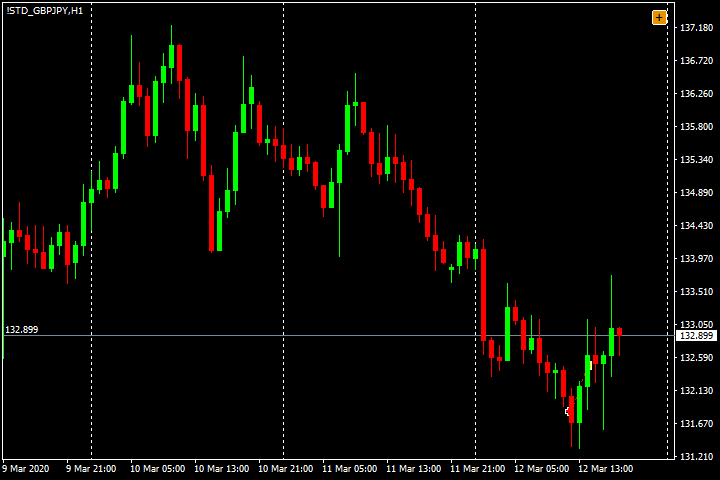 !STD_GBPJPY,H1
137.180
136.720
136.260
135.800
135.340
134.890
134.430
133.970
133.510
133.050
132.899
132.899
132.590
132.130
131.670
131.210
9 Mar 2020
9 Mar 21:00
10 Mar 05:00
10 Mar 13:00
10 Mar 21:00
11 Mar 05:00
11 Mar 13:00
11 Mar 21:00
12 Mar 05:00
12 Mar 13:00